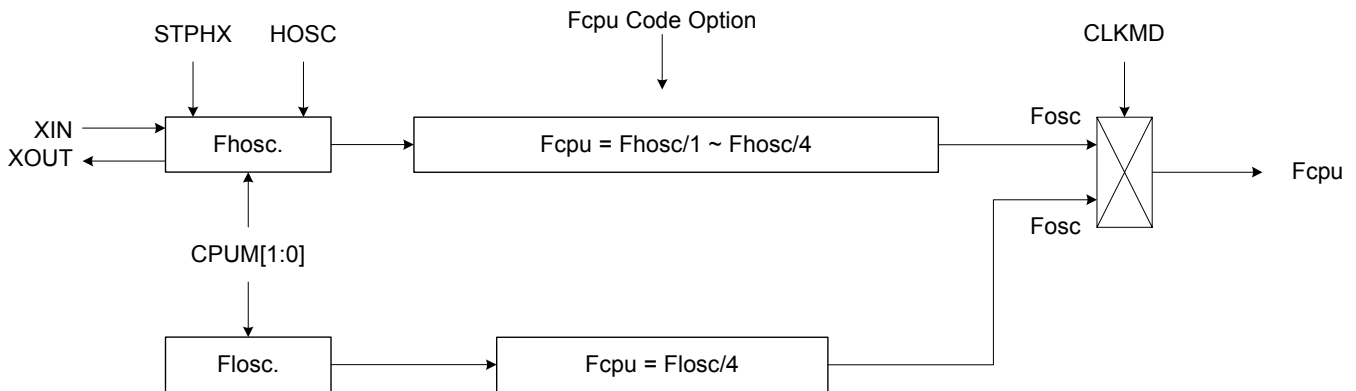 Fcpu Code Option
STPHX
HOSC
CLKMD
XIN
XOUT
Fhosc.
Fcpu = Fhosc/1 ~ Fhosc/4
Fosc
Fcpu
Fosc
CPUM[1:0]
Flosc.
Fcpu = Flosc/4